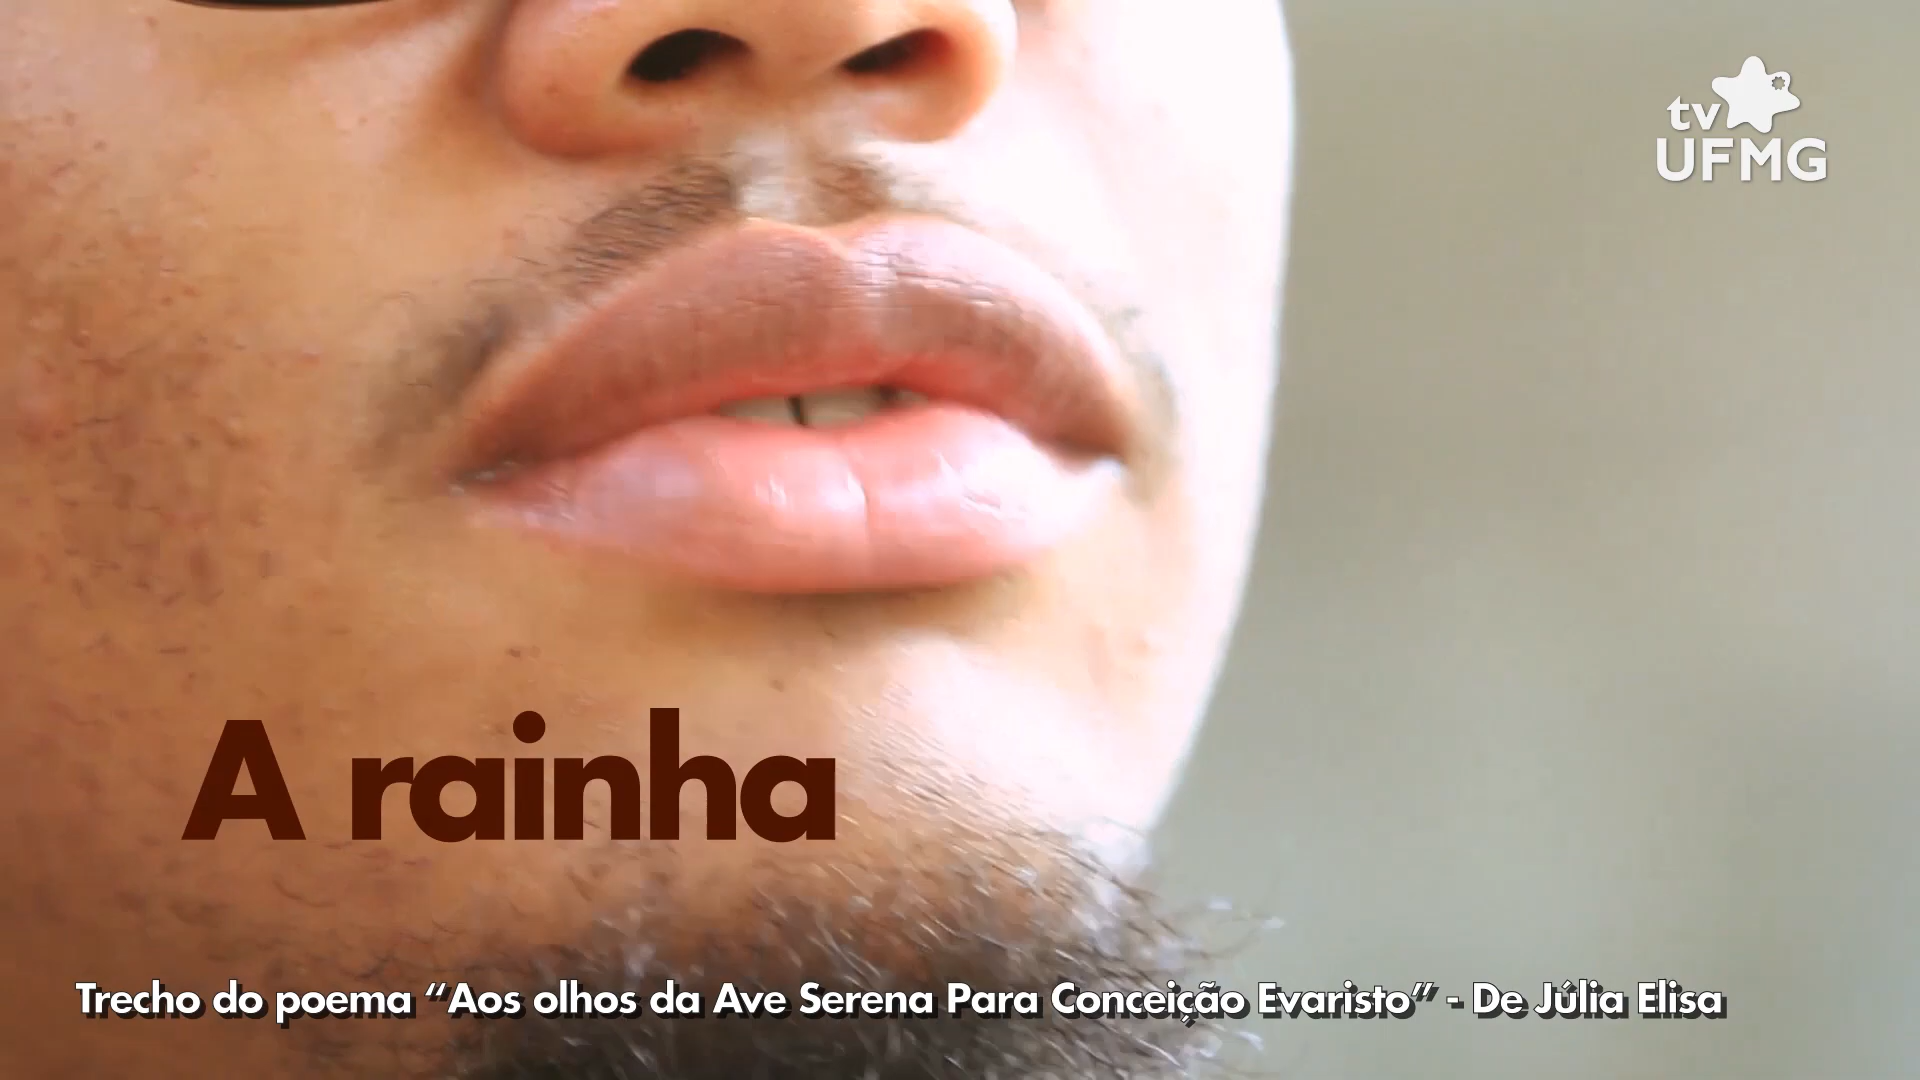 tv
UFMG
A rainha
Trecho do poema “Aos olhos da Ave Serena Para Conceição Evaristo” - De Júlia Elisa